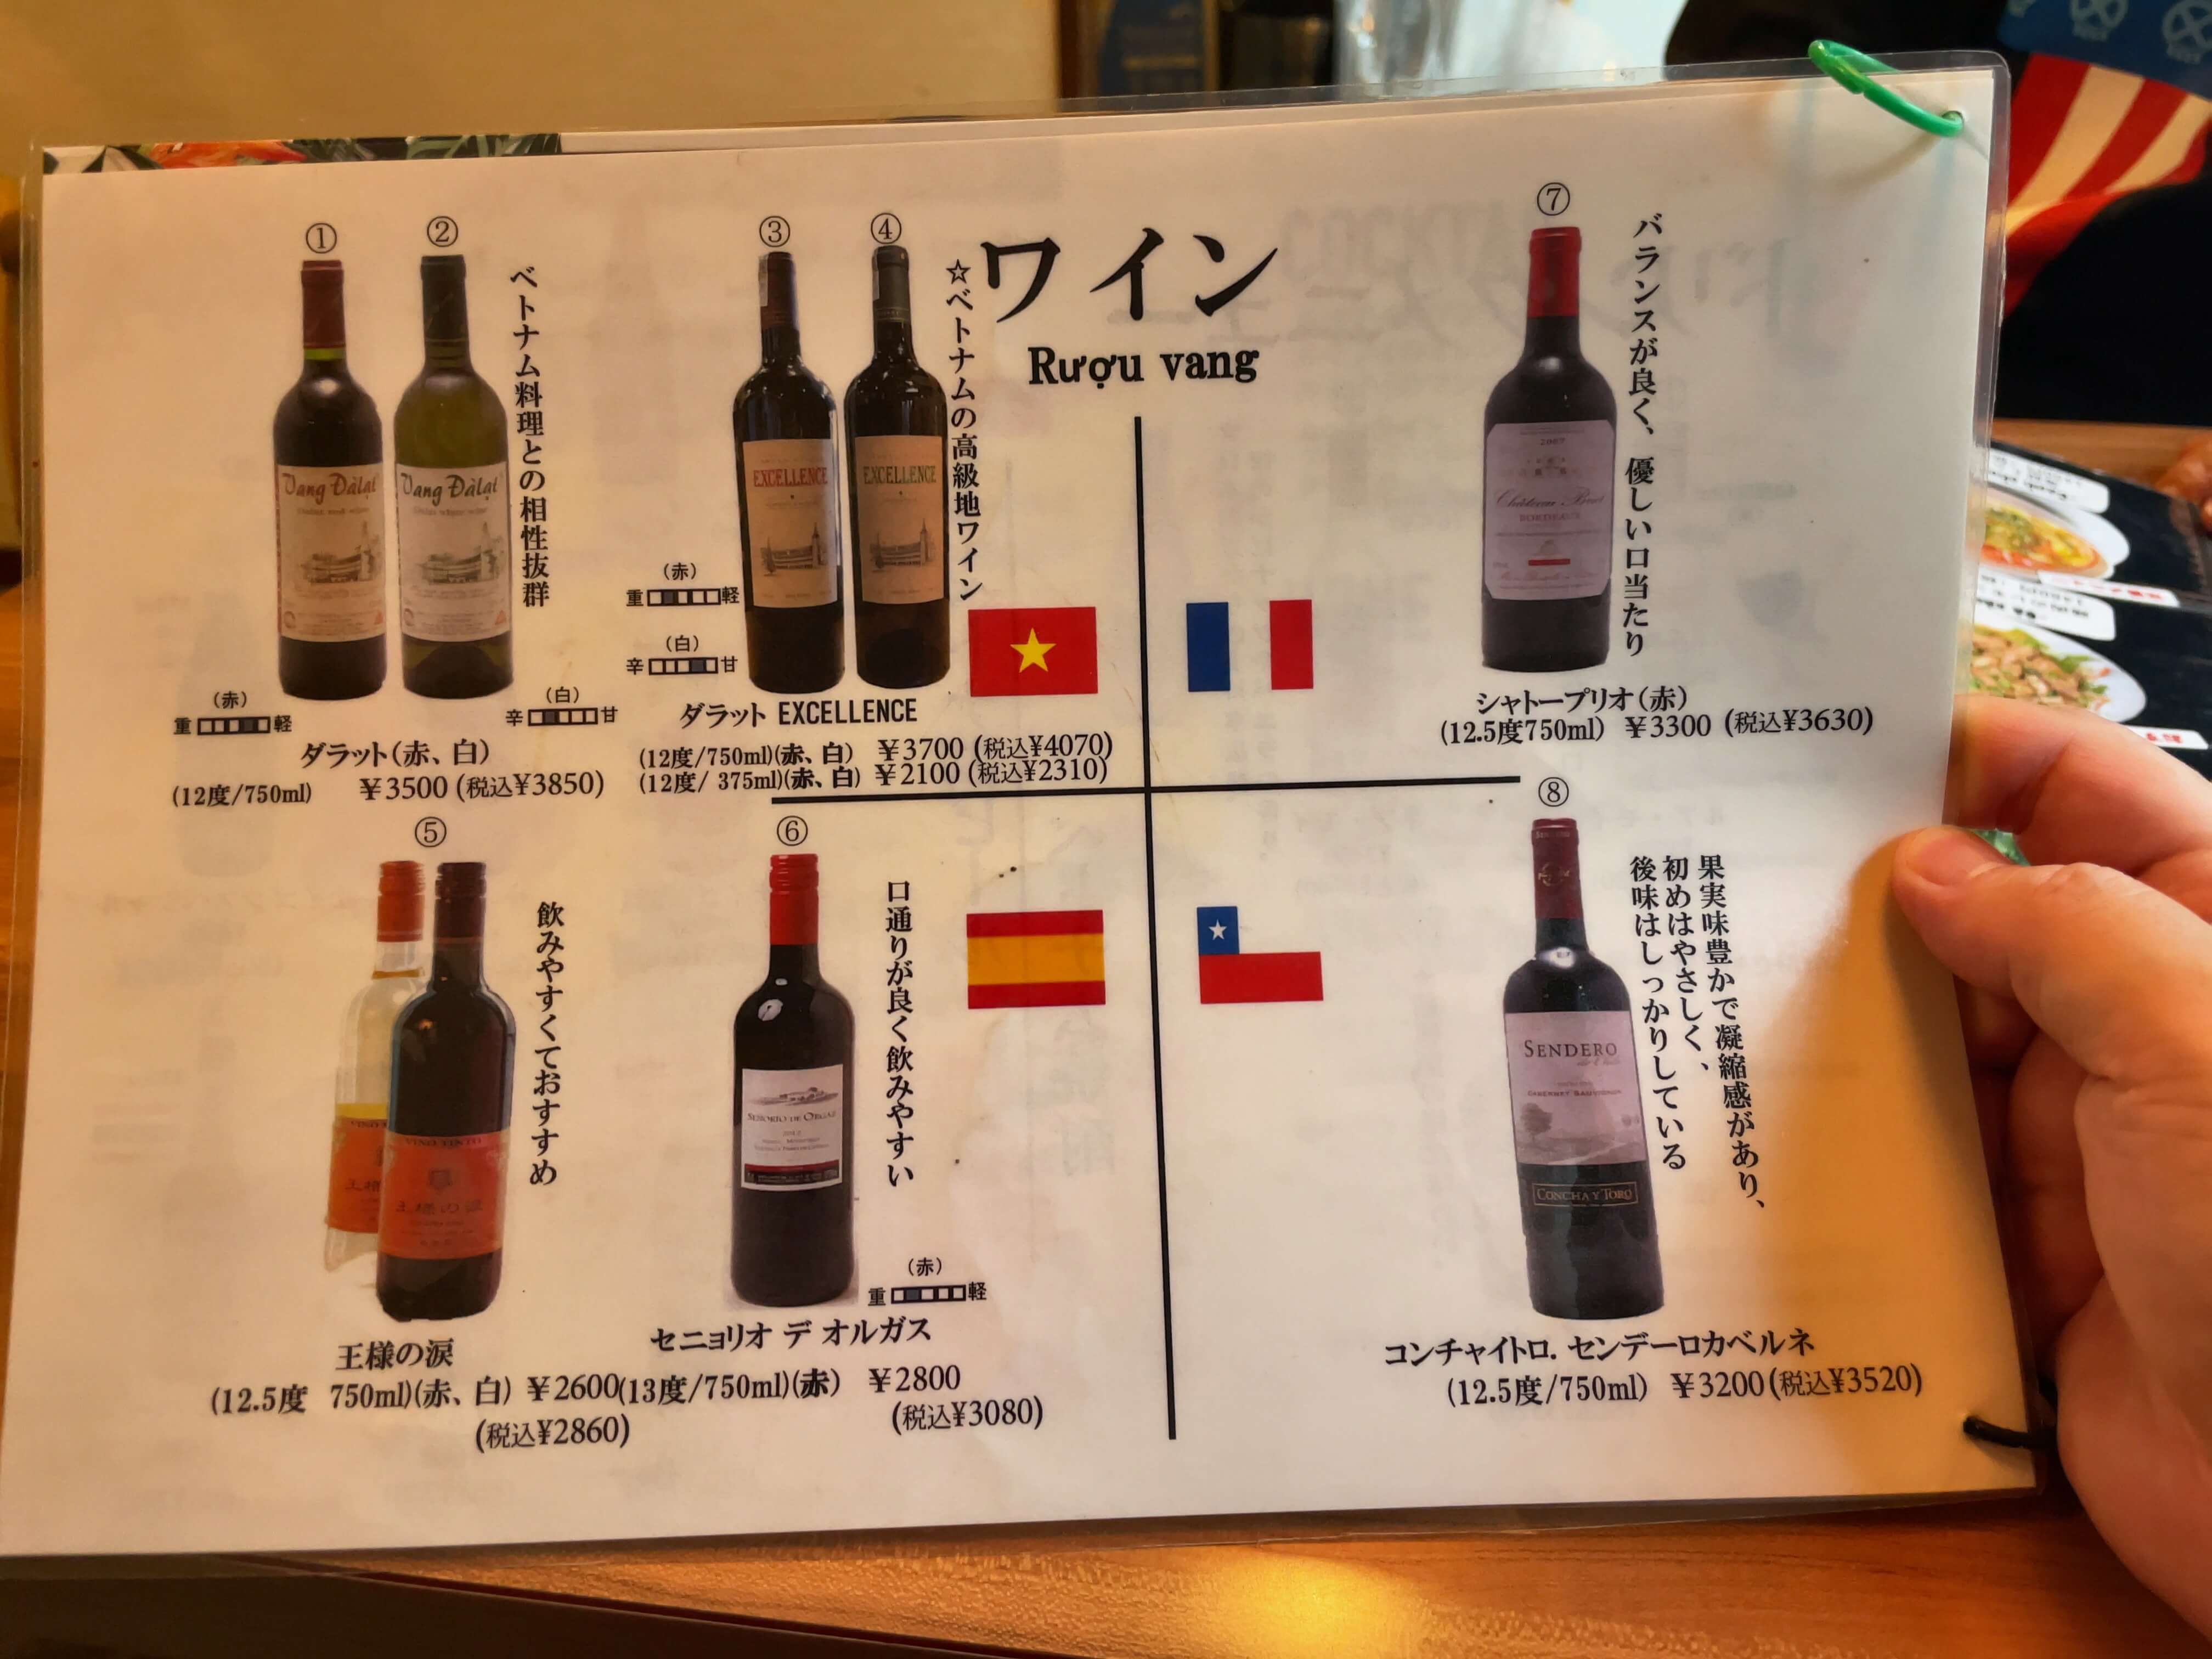 ワイン
Rượu vang
①
②
ベトナム料理との相性抜群
Vang Đàlạt
Vang Đàlạt
(赤)
重 軽
(白)
辛 甘
ダラット(赤、白)
(12度/750ml) ¥3500 (税込¥3850)
③
④
☆ベトナムの高級地ワイン
EXCELLENCE
EXCELLENCE
(赤)
重 軽
(白)
辛 甘
ダラット EXCELLENCE
(12度/750ml)(赤、白) ¥3700 (税込¥4070)
(12度/ 375ml)(赤、白) ¥2100 (税込¥2310)
⑦
バランスが良く、優しい口当たり
2007
BORDEAUX
シャトープリオ(赤)
(12.5度750ml) ¥3300 (税込¥3630)
⑤
飲みやすくておすすめ
VINO TINTO
王様の涙
王様の涙
(12.5度 750ml)(赤、白) ¥2600
(税込¥2860)
⑥
口通りが良く飲みやすい
SEÑORIO DE ORGAZ
(赤)
重 軽
セニョリオ デ オルガス
(13度/750ml)(赤) ¥2800
(税込¥3080)
⑧
果実味豊かで凝縮感があり、
初めはやさしく、
後味はしっかりしている
SENDERO
CABERNET SAUVIGNON
CONCHA Y TORO
コンチャイトロ. センデーロカベルネ
(12.5度/750ml) ¥3200(税込¥3520)